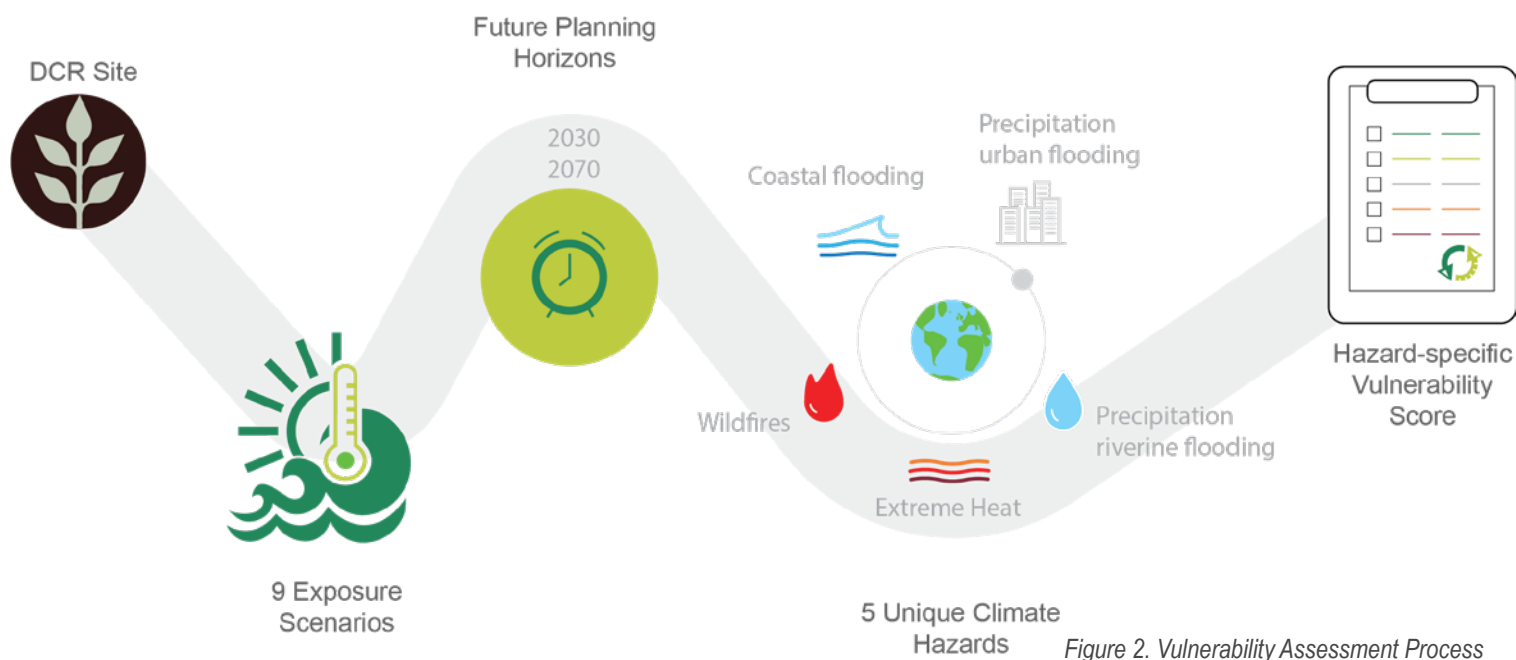 DCR Site
9 Exposure
Scenarios
Future Planning
Horizons
2030
2070
Coastal flooding
Precipitation
urban flooding
Wildfires
Extreme Heat
Precipitation
riverine flooding
5 Unique Climate
Hazards
Hazard-specific
Vulnerability
Score
Figure 2. Vulnerability Assessment Process